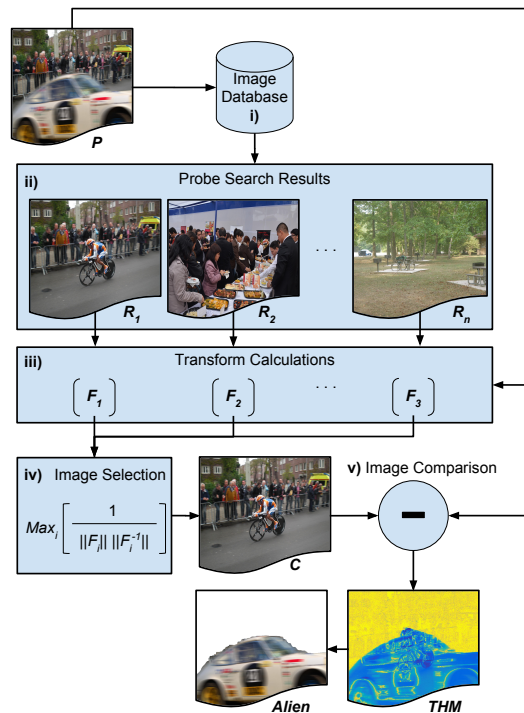 P
Image
Database
i)
ii) Probe Search Results
. . .
R₁ R₂ Rₙ
iii) Transform Calculations
[F₁] [F₂] . . . [F₃]
iv) Image Selection
Maxᵢ [ 1 / ||Fᵢ|| ||Fᵢ⁻¹|| ]
v) Image Comparison
C
Alien
THM